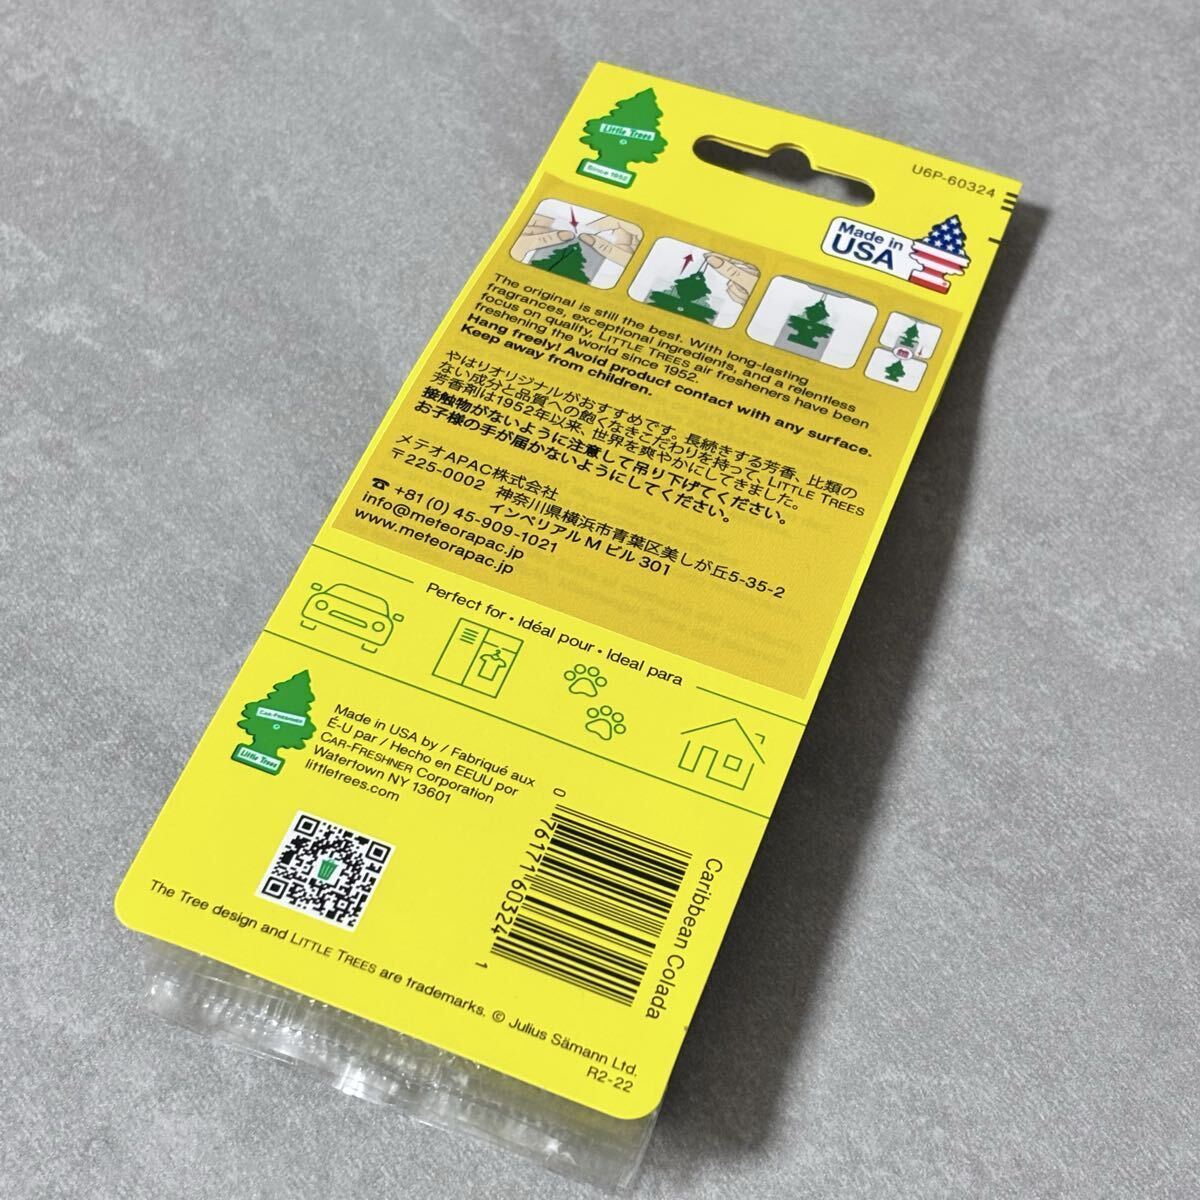 U6P-60324
Little Trees
Since 1952
Made in
USA
The original is still the best. With long-lasting
fragrances, exceptional ingredients, and a relentless
focus on quality, LITTLE TREES air fresheners have been
freshening the world since 1952.
Hang freely! Avoid product contact with any surface.
Keep away from children.
やはりオリジナルがおすすめです。長続きする芳香、比類の
ない成分と品質への飽くなきこだわりを持って、LITTLE TREES
芳香剤は1952年以来、世界を爽やかにしてきました。
接触物がないように注意して吊り下げてください。
お子様の手が届かないようにしてください。
メテオAPAC株式会社
〒225-0002 神奈川県横浜市青葉区美しが丘5-35-2
インペリアル M ビル 301
☎ +81 (0) 45-909-1021
info@meteorapac.jp
www.meteorapac.jp
Perfect for • Idéal pour • Ideal para
CAR-FRESHNER
Little Trees
Made in USA by / Fabriqué aux
É-U par / Hecho en EEUU por
CAR-FRESHNER Corporation
Watertown NY 13601
littletrees.com
0 76171 60324 1
Caribbean Colada
The Tree design and LITTLE TREES are trademarks. © Julius Sämann Ltd.
R2-22